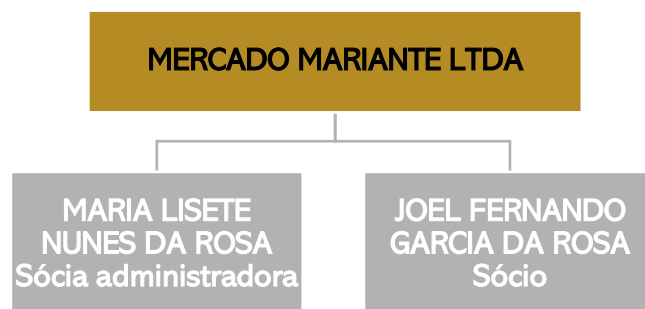 MERCADO MARIANTE LTDA
MARIA LISETE
NUNES DA ROSA
Sócia administradora
JOEL FERNANDO
GARCIA DA ROSA
Sócio